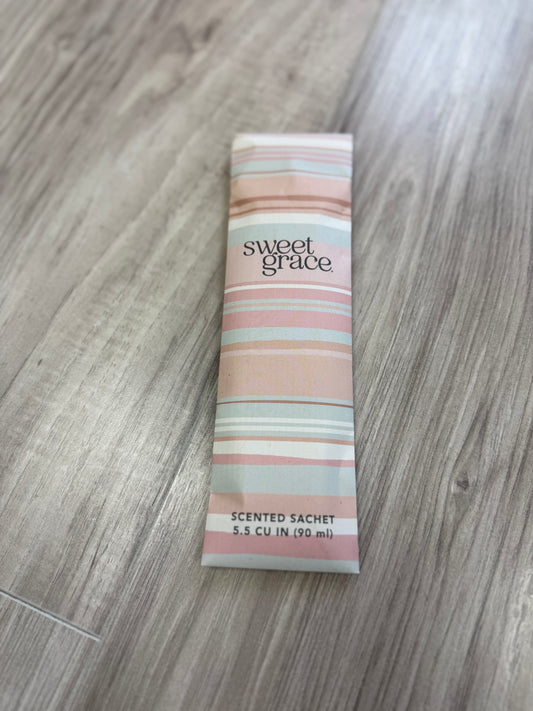 sweet
grace.
SCENTED SACHET
5.5 CU IN (90 ml)